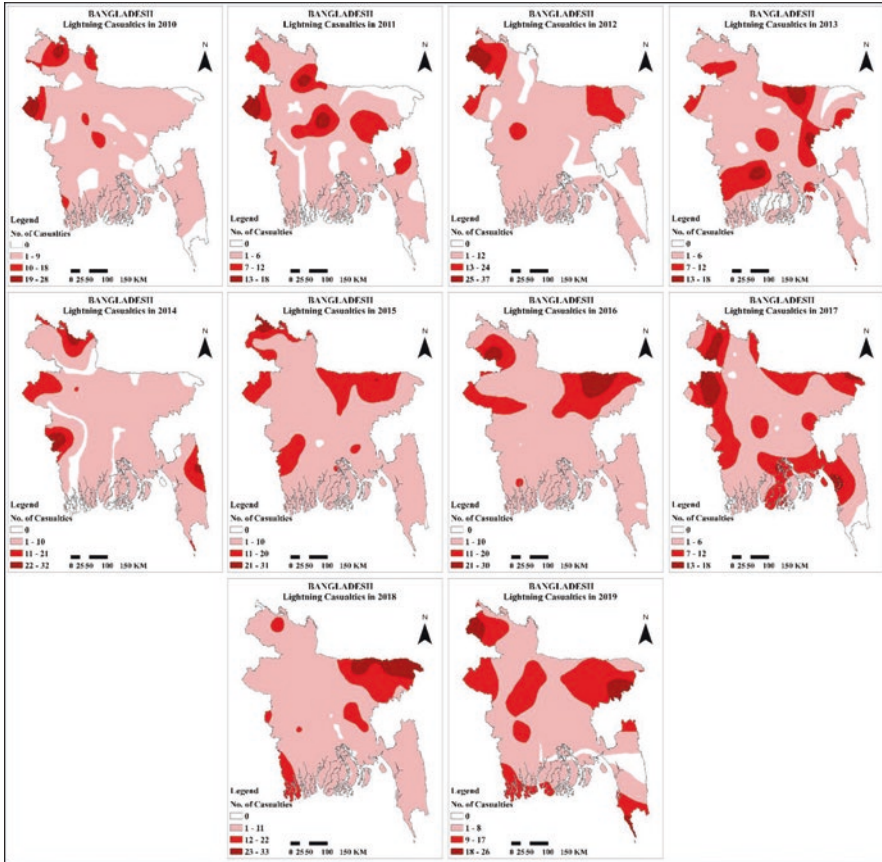 BANGLADESH
Lightning Casualties in 2010
N
Legend
No. of Casualties
0
1 - 9
10 - 18
19 - 28
0 25 50 100 150 KM
BANGLADESH
Lightning Casualties in 2011
N
Legend
No. of Casualties
0
1 - 6
7 - 12
13 - 18
0 25 50 100 150 KM
BANGLADESH
Lightning Casualties in 2012
N
Legend
No. of Casualties
0
1 - 12
13 - 24
25 - 37
0 25 50 100 150 KM
BANGLADESH
Lightning Casualties in 2013
N
Legend
No. of Casualties
0
1 - 6
7 - 12
13 - 18
0 25 50 100 150 KM
BANGLADESH
Lightning Casualties in 2014
N
Legend
No. of Casualties
0
1 - 10
11 - 21
22 - 32
0 25 50 100 150 KM
BANGLADESH
Lightning Casualties in 2015
N
Legend
No. of Casualties
0
1 - 10
11 - 20
21 - 31
0 25 50 100 150 KM
BANGLADESH
Lightning Casualties in 2016
N
Legend
No. of Casualties
0
1 - 10
11 - 20
21 - 30
0 25 50 100 150 KM
BANGLADESH
Lightning Casualties in 2017
N
Legend
No. of Casualties
0
1 - 6
7 - 12
13 - 18
0 25 50 100 150 KM
BANGLADESH
Lightning Casualties in 2018
N
Legend
No. of Casualties
0
1 - 11
12 - 22
23 - 33
0 25 50 100 150 KM
BANGLADESH
Lightning Casualties in 2019
N
Legend
No. of Casualties
0
1 - 8
9 - 17
18 - 26
0 25 50 100 150 KM